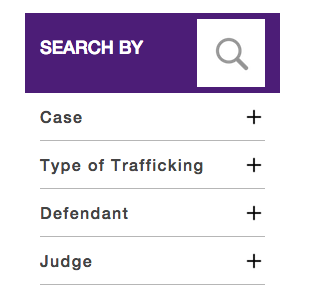 SEARCH BY
Case +
Type of Trafficking +
Defendant +
Judge +